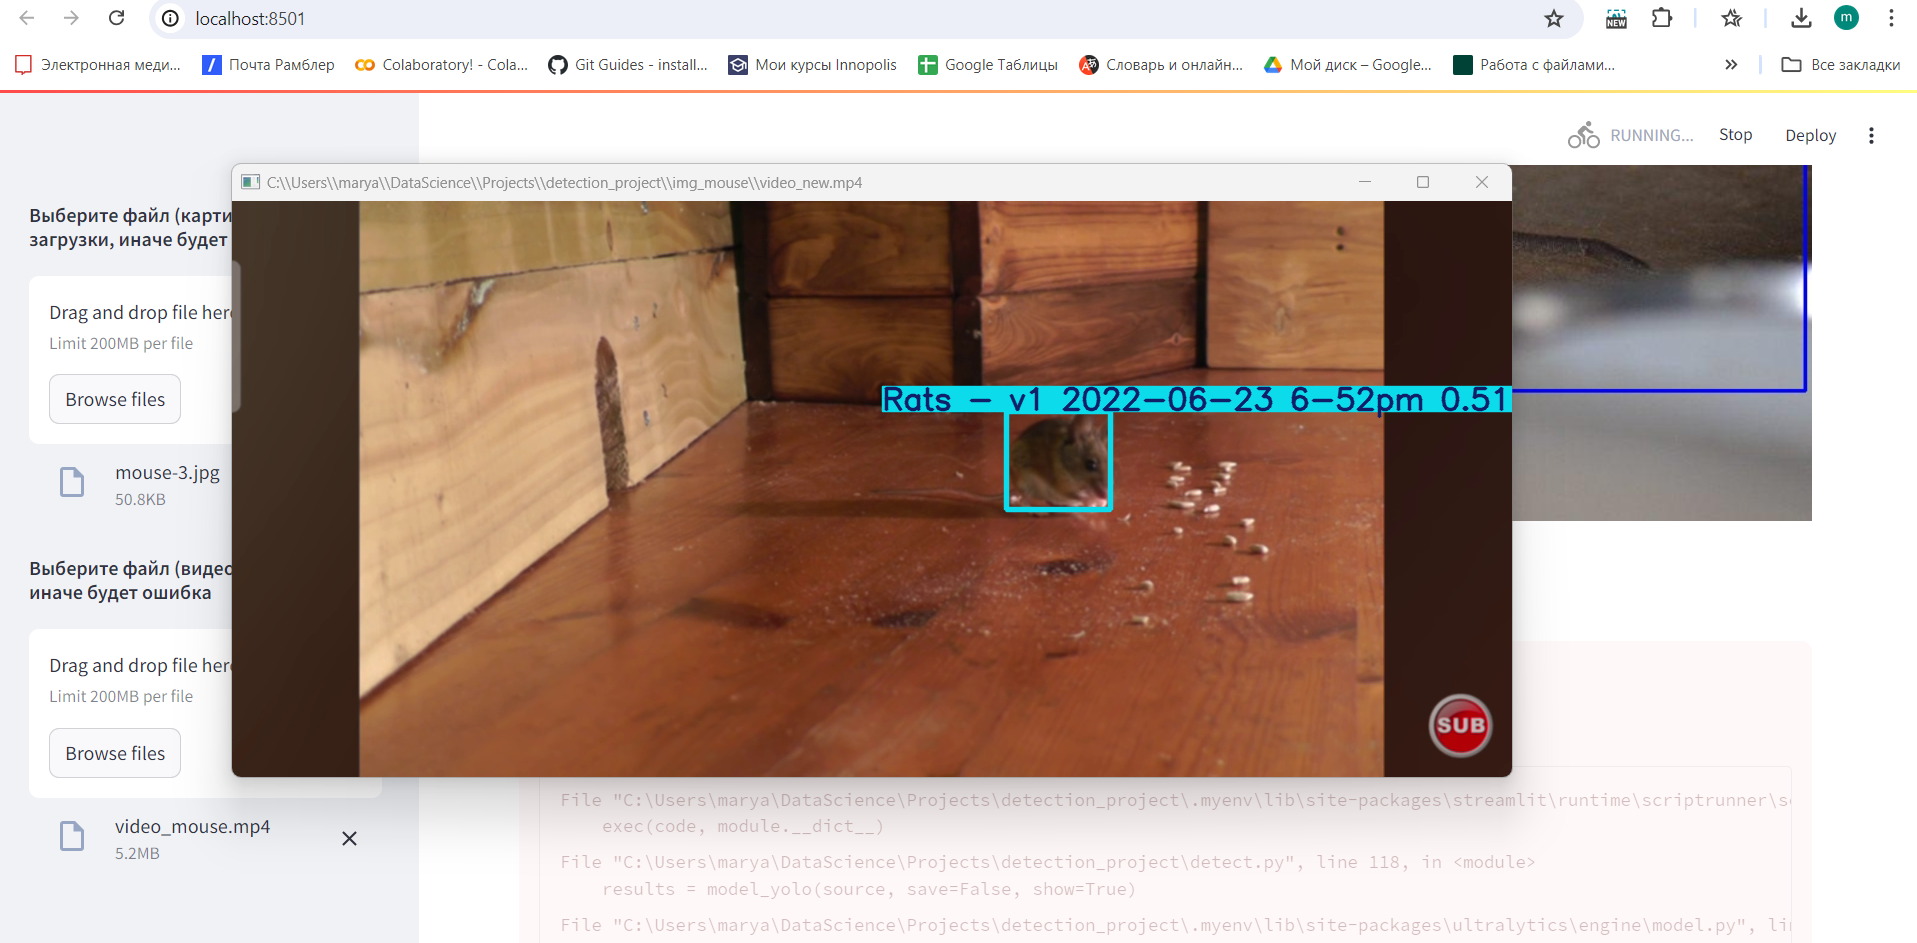 localhost:8501
NEW
m
Электронная меди...
Почта Рамблер
Colaboratory! - Cola...
Git Guides - install...
Мои курсы Innopolis
Google Таблицы
Словарь и онлайн...
Мой диск – Google...
Работа с файлами...
»
Все закладки
RUNNING...
Stop
Deploy
C:\\Users\\marya\\DataScience\\Projects\\detection_project\\img_mouse\\video_new.mp4
Выберите файл (карти
загрузки, иначе будет
Drag and drop file here
Limit 200MB per file
Browse files
mouse-3.jpg
50.8KB
Выберите файл (видео
иначе будет ошибка
Drag and drop file here
Limit 200MB per file
Browse files
video_mouse.mp4
5.2MB
Rats - v1 2022-06-23 6-52pm 0.51
SUB
File "C:\Users\marya\DataScience\Projects\detection_project\.myenv\lib\site-packages\streamlit\runtime\scriptrunner\s
exec(code, module.__dict__)
File "C:\Users\marya\DataScience\Projects\detection_project\detect.py", line 118, in <module>
results = model_yolo(source, save=False, show=True)
File "C:\Users\marya\DataScience\Projects\detection_project\.myenv\lib\site-packages\ultralytics\engine\model.py", li